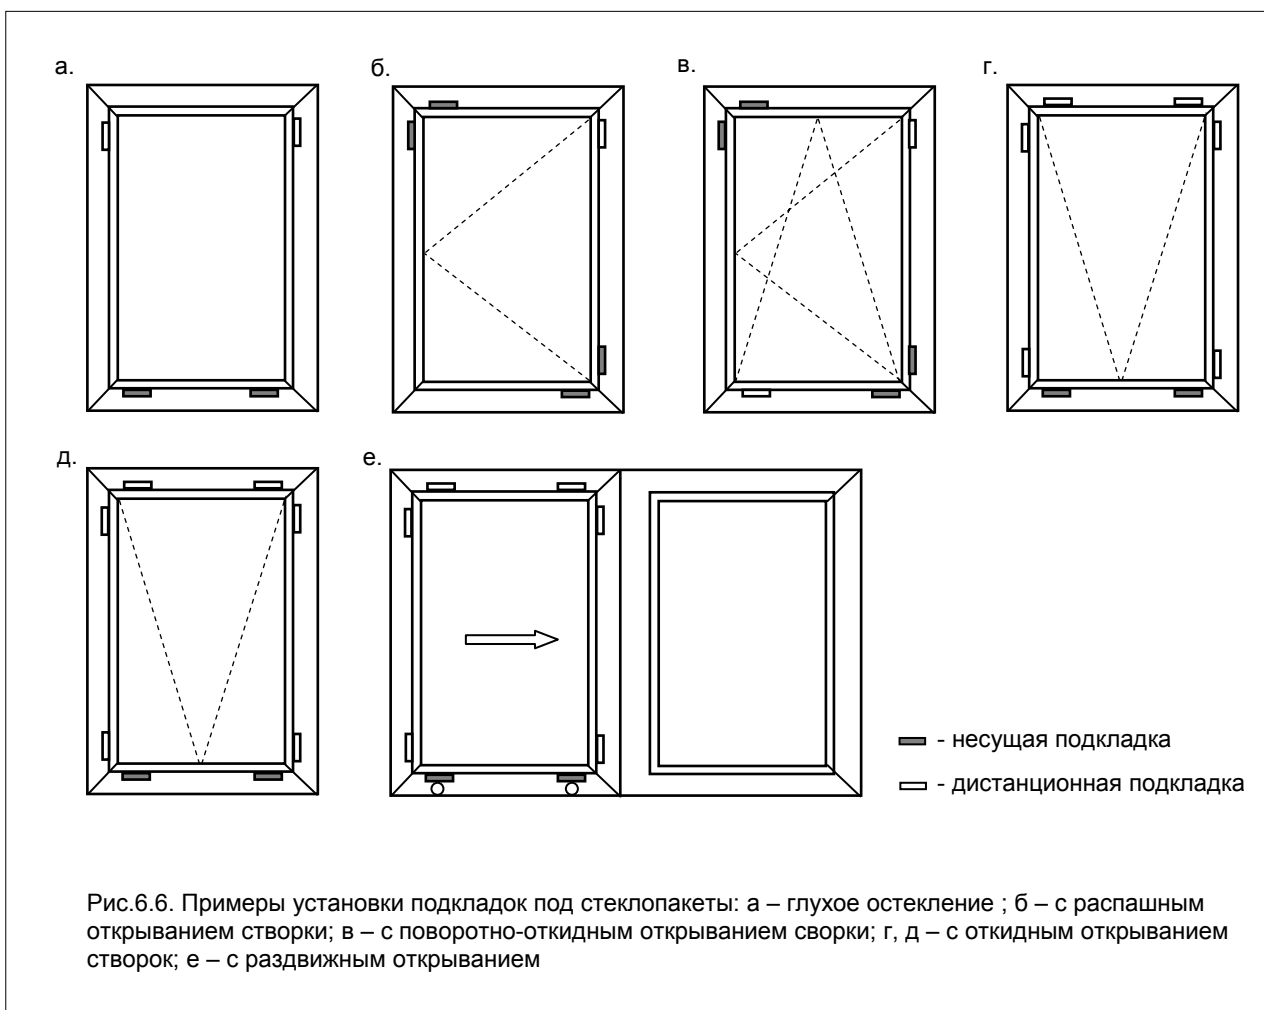 а.
б.
в.
г.
д.
е.
- несущая подкладка
- дистанционная подкладка
Рис.6.6. Примеры установки подкладок под стеклопакеты: а – глухое остекление ; б – с распашным
открыванием створки; в – с поворотно-откидным открыванием сворки; г, д – с откидным открыванием
створок; е – с раздвижным открыванием